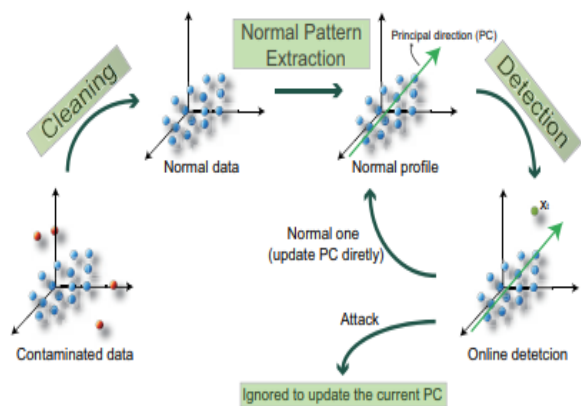 Cleaning
Normal Pattern
Extraction
Principal direction (PC)
Detection
Normal data
Normal profile
Xt
Normal one
(update PC diretly)
Attack
Contaminated data
Online detetcion
Ignored to update the current PC